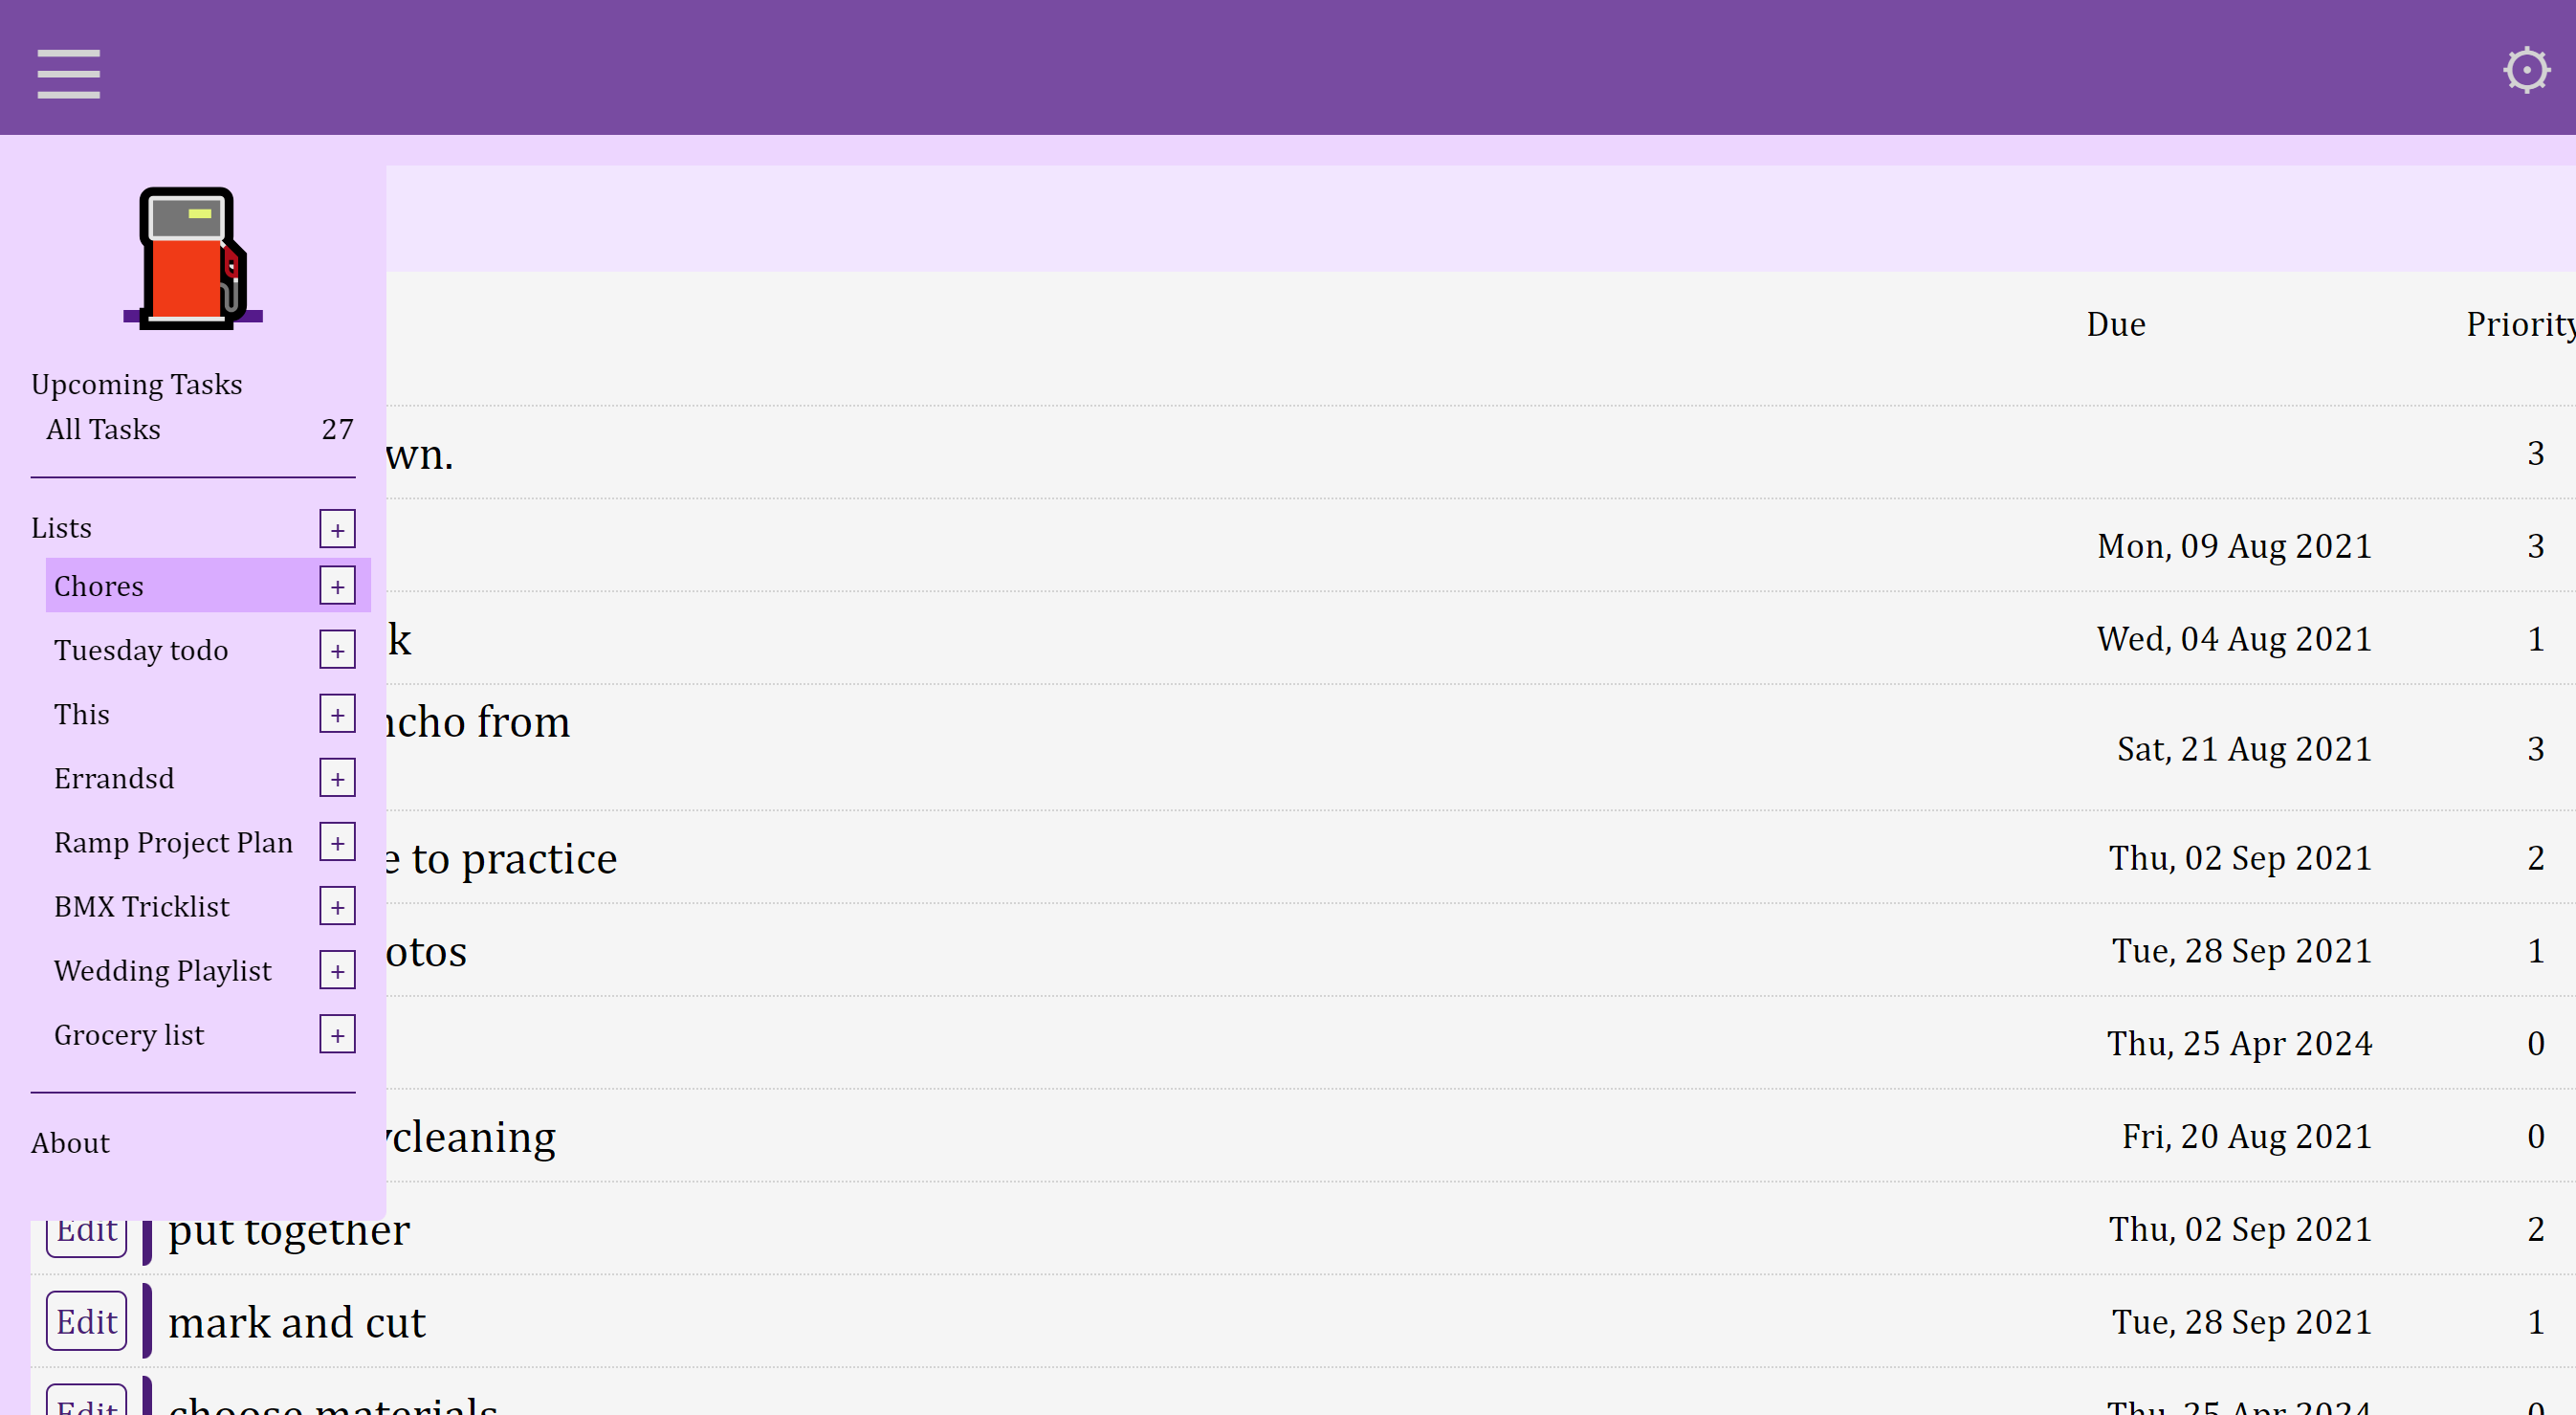 Due Priority
Upcoming Tasks
All Tasks 27
wn. 3
Lists +
Mon, 09 Aug 2021 3
Chores +
k Wed, 04 Aug 2021 1
Tuesday todo +
This +
ncho from
Sat, 21 Aug 2021 3
Errandsd +
Ramp Project Plan +
e to practice Thu, 02 Sep 2021 2
BMX Tricklist +
otos Tue, 28 Sep 2021 1
Wedding Playlist +
Grocery list +
Thu, 25 Apr 2024 0
About
ycleaning Fri, 20 Aug 2021 0
Edit put together Thu, 02 Sep 2021 2
Edit mark and cut Tue, 28 Sep 2021 1
Edit choose materials Thu, 25 Apr 2024 0